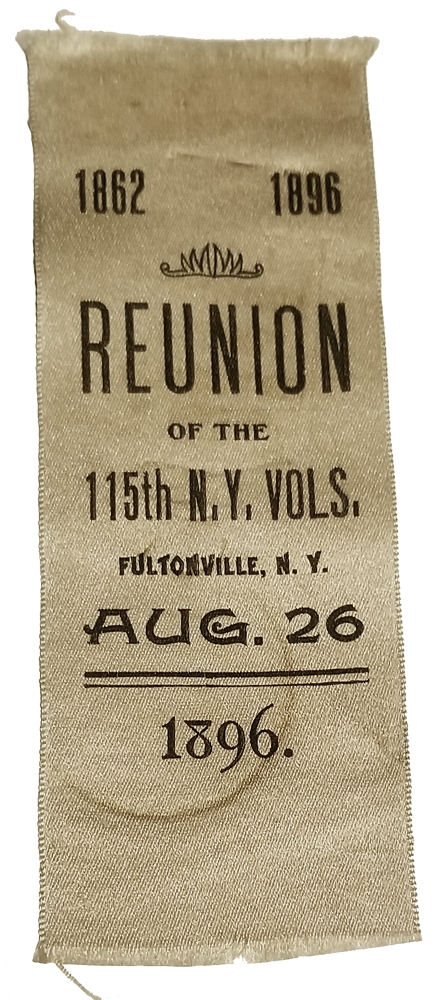 1862 1896
REUNION
OF THE
115th N.Y. VOLS.
FULTONVILLE, N. Y.
AUG. 26
1896.